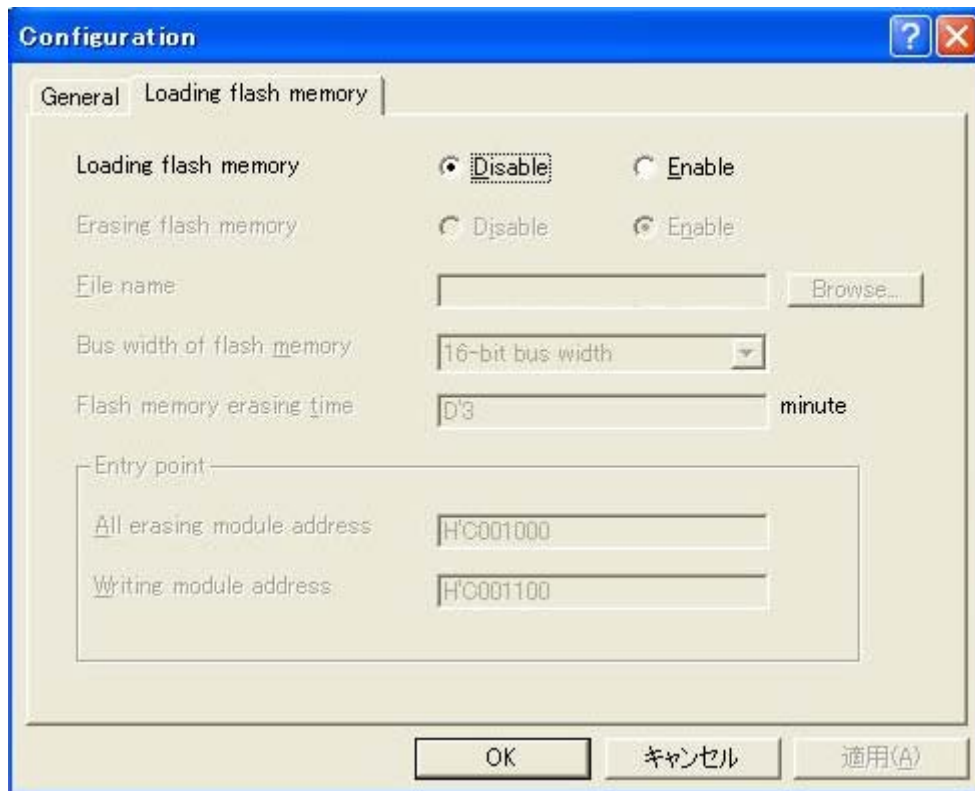 Configuration
General Loading flash memory
Loading flash memory Disable Enable
Erasing flash memory Disable Enable
File name Browse...
Bus width of flash memory 16-bit bus width
Flash memory erasing time D'3 minute
Entry point
All erasing module address H'C001000
Writing module address H'C001100
OK キャンセル 適用(A)